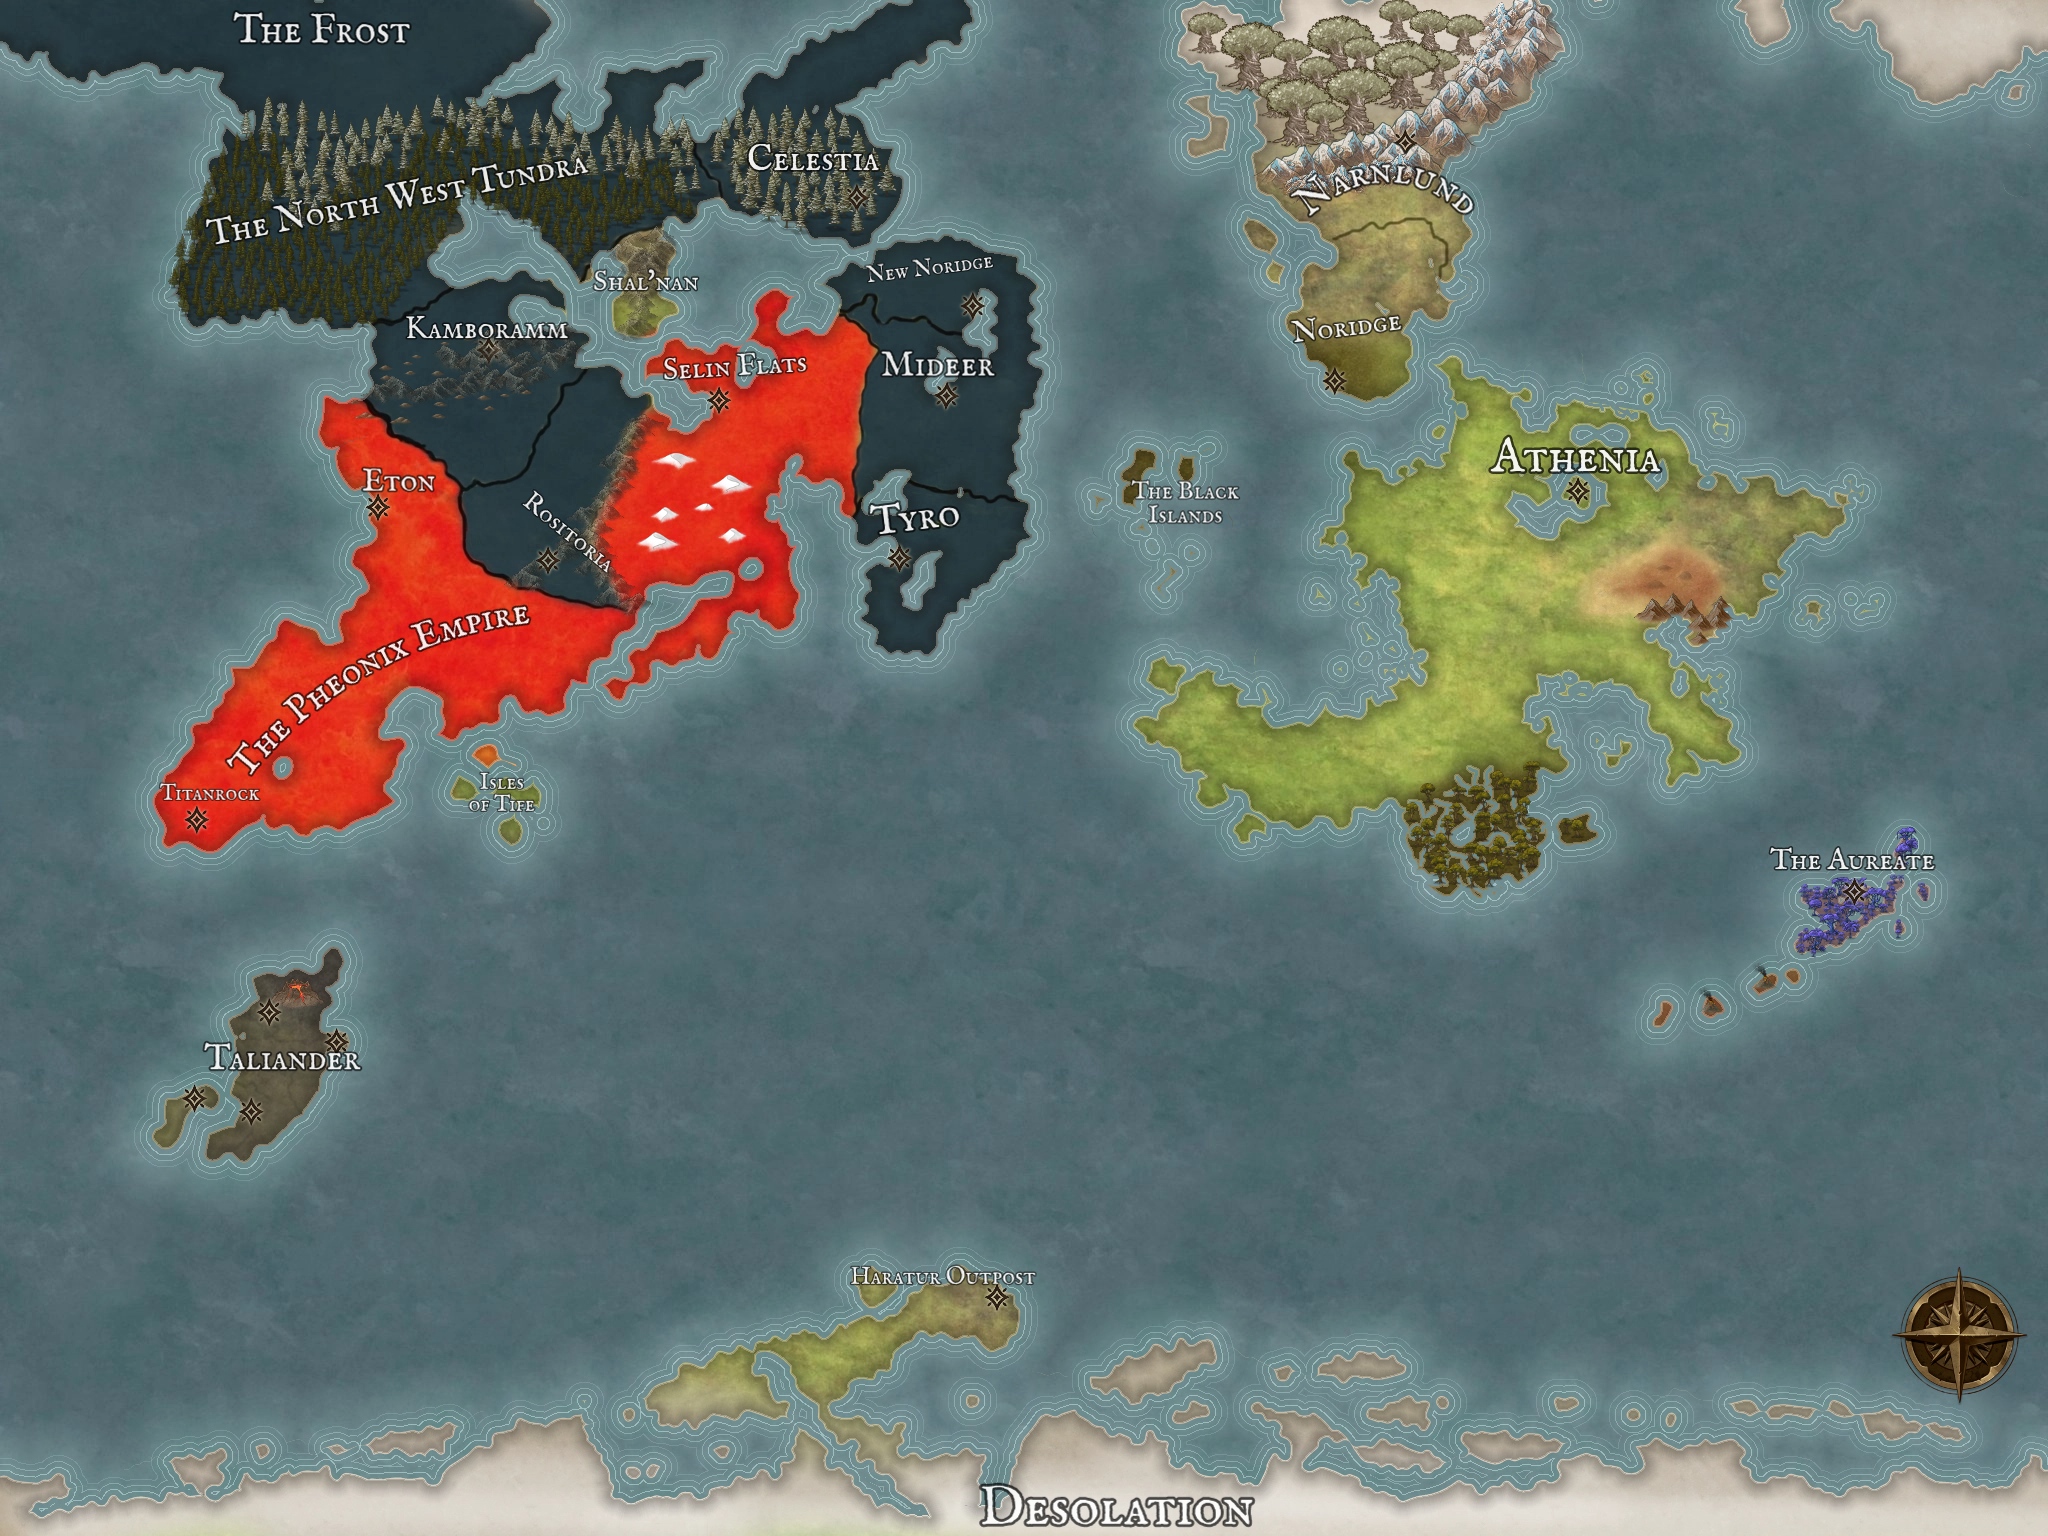 The Frost
The North West Tundra
Celestia
Narnlund
New Noridge
Shal'nan
Kamboramm
Noridge
Selin Flats
Mideer
Athenia
Eton
The Black
Islands
Rositoria
Tyro
The Pheonix Empire
Isles
of Tife
Titanrock
The Aureate
Taliander
Haratur Outpost
Desolation